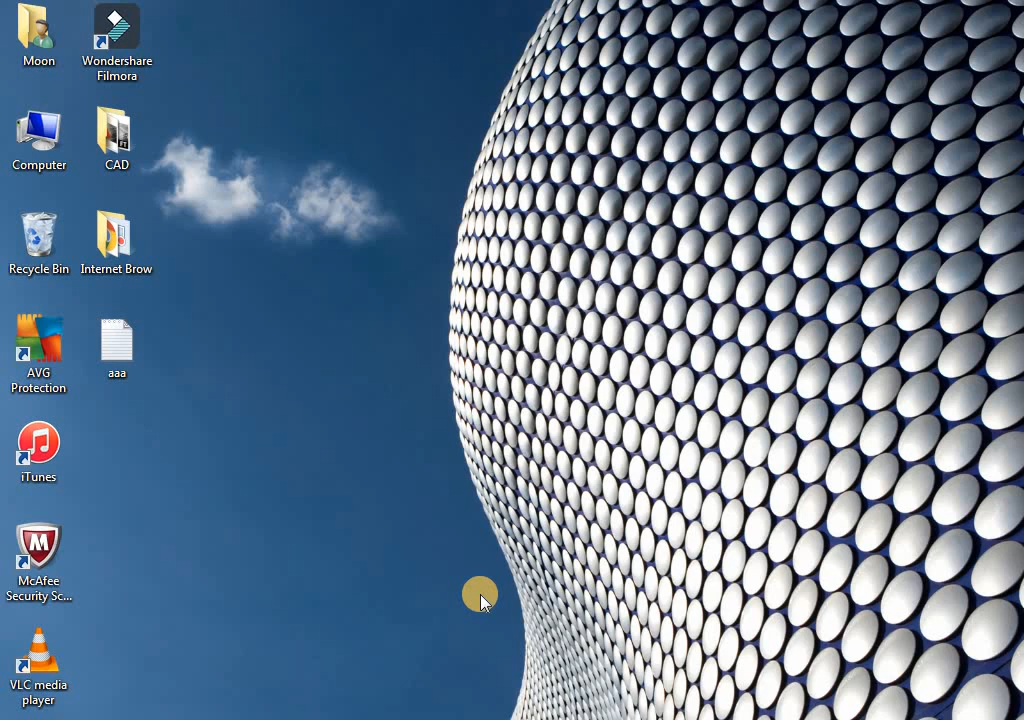 Moon
Wondershare
Filmora
Computer
CAD
Recycle Bin
Internet Brow
AVG
Protection
aaa
iTunes
McAfee
Security Sc...
VLC media
player